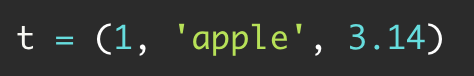 t = (1, 'apple', 3.14)